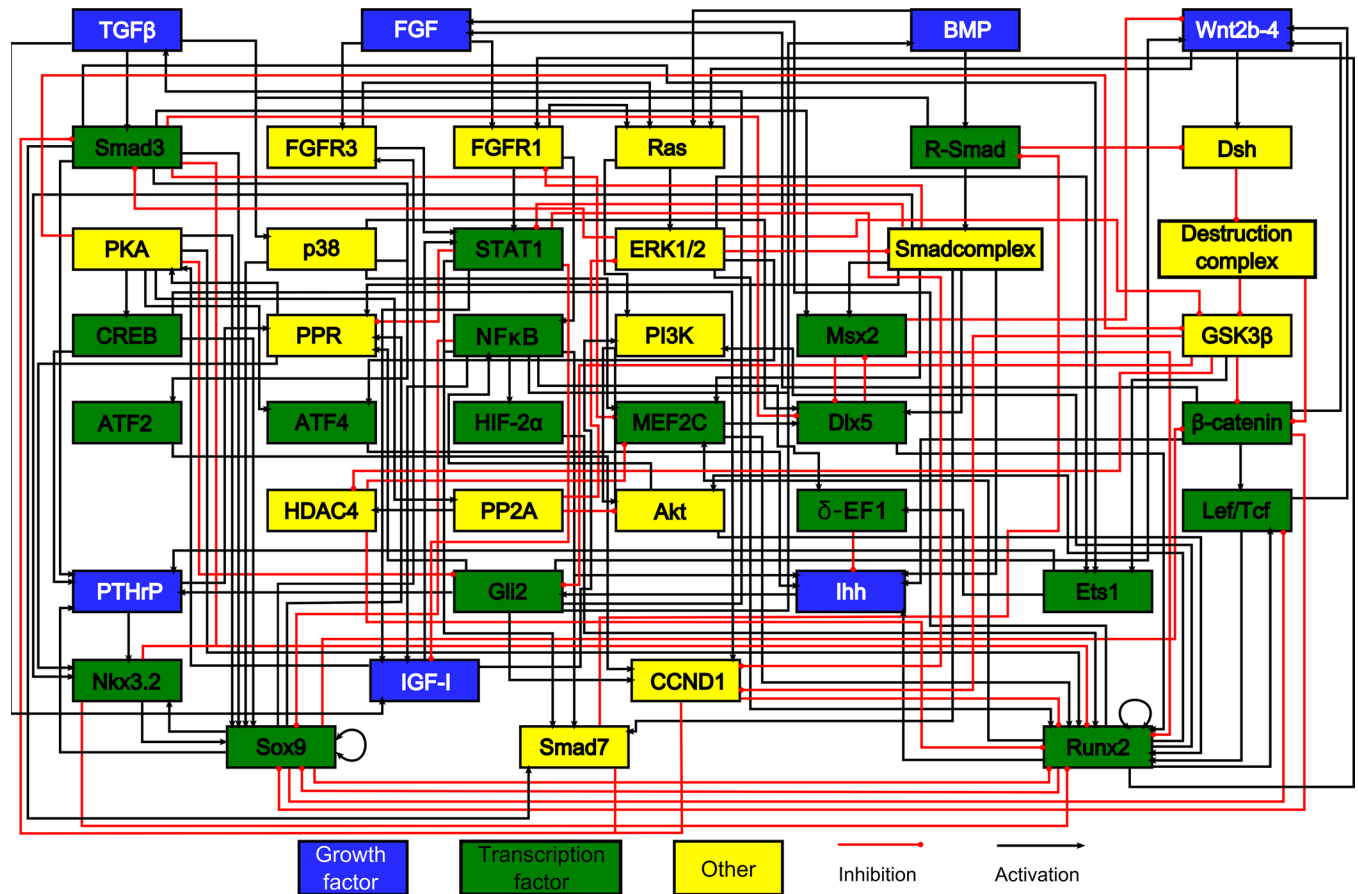 TGFβ
FGF
BMP
Wnt2b-4
Smad3
FGFR3
FGFR1
Ras
R-Smad
Dsh
PKA
p38
STAT1
ERK1/2
Smadcomplex
Destruction
complex
CREB
PPR
NFκB
PI3K
Msx2
GSK3β
ATF2
ATF4
HIF-2α
MEF2C
Dlx5
β-catenin
HDAC4
PP2A
Akt
δ-EF1
Lef/Tcf
PTHrP
Gli2
Ihh
Ets1
Nkx3.2
IGF-I
CCND1
Sox9
Smad7
Runx2
Growth
factor
Transcription
factor
Other
Inhibition
Activation